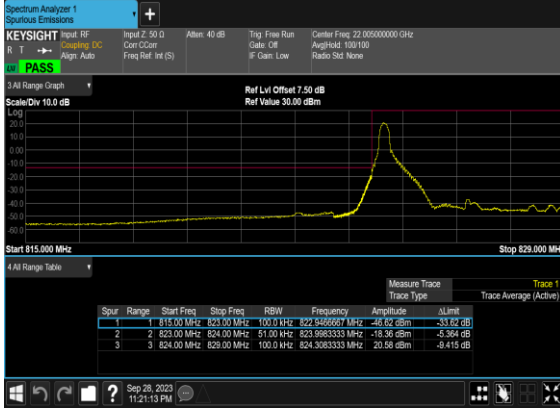 Spectrum Analyzer 1
Spurious Emissions
+
KEYSIGHT Input: RF Input Z: 50 Ω Atten: 40 dB Trig: Free Run Center Freq: 22.005000000 GHz
R T Coupling: DC Corr CCorr Gate: Off Avg|Hold: 100/100
Align: Auto Freq Ref: Int (S) IF Gain: Low Radio Std: None
PASS
3.All Range Graph Ref Lvl Offset 7.50 dB
Scale/Div 10.0 dB Ref Value 30.00 dBm
Log
20.0
10.0
0.00
-10.0
-20.0
-30.0
-40.0
-50.0
-60.0
Start 815.000 MHz Stop 829.000 MH
4.All Range Table
Measure Trace Trace 1
Trace Type Trace Average (Active)
Spur Range Start Freq Stop Freq RBW Frequency Amplitude ΔLimit
1 1 815.00 MHz 823.00 MHz 100.0 kHz 822.9466667 MHz -46.62 dBm -33.62 dB
2 2 823.00 MHz 824.00 MHz 51.00 kHz 823.9983333 MHz -18.36 dBm -5.364 dB
3 3 824.00 MHz 829.00 MHz 100.0 kHz 824.3083333 MHz 20.58 dBm -9.415 dB
? Sep 28, 2023
11:21:13 PM